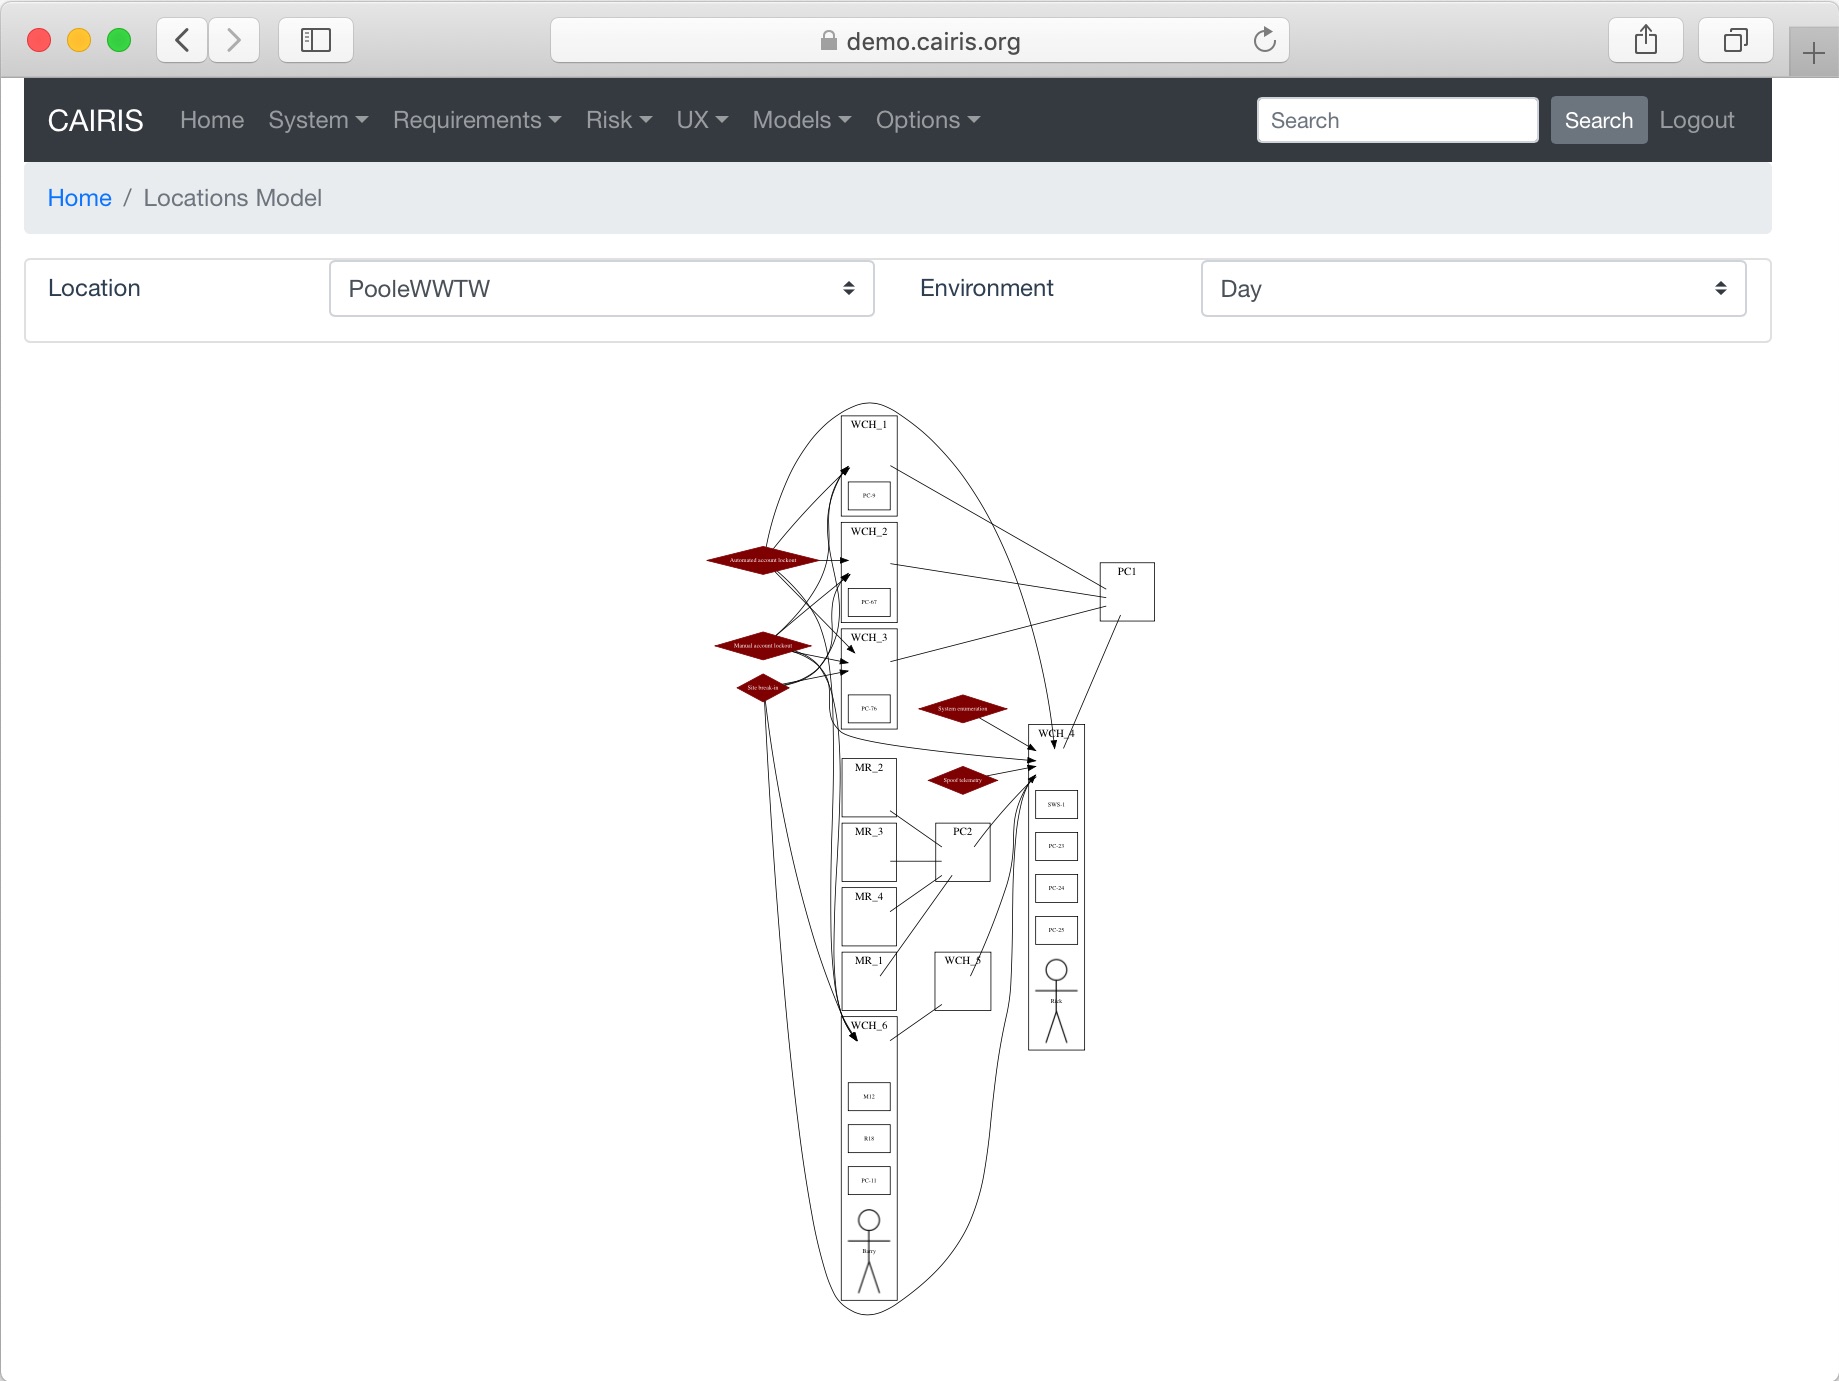 demo.cairis.org
CAIRIS Home System Requirements Risk UX Models Options Search Search Logout
Home / Locations Model
Location PooleWWTW Environment Day
WCH_1
PC-9
WCH_2
Automated account lockout
PC1
PC-67
WCH_3
Manual account lockout
Site break-in
PC-76
System enumeration
WCH_4
MR_2
Spoof telemetry
SWS-1
MR_3
PC2
PC-23
PC-24
MR_4
PC-25
MR_1
WCH_5
Rick
WCH_6
M12
R18
PC-11
Barry